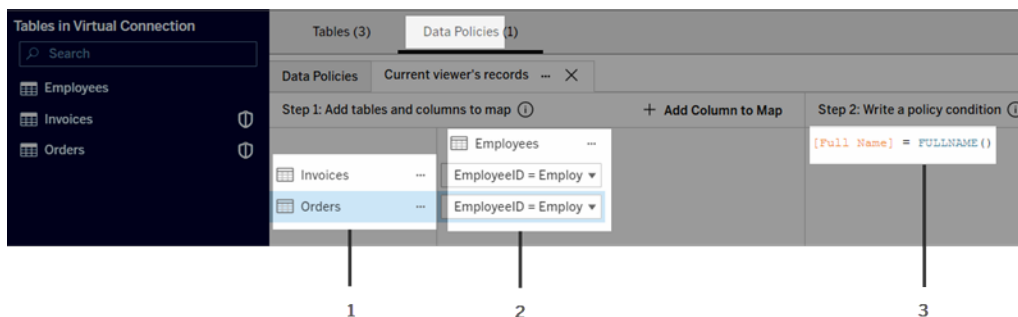 Tables in Virtual Connection
Search
Employees
Invoices
Orders
Tables (3)
Data Policies (1)
Data Policies
Current viewer's records ... ✕
Step 1: Add tables and columns to map
+ Add Column to Map
Step 2: Write a policy condition
Employees ...
Invoices ...
EmployeeID = Employ
Orders ...
EmployeeID = Employ
[Full Name] = FULLNAME()
1
2
3